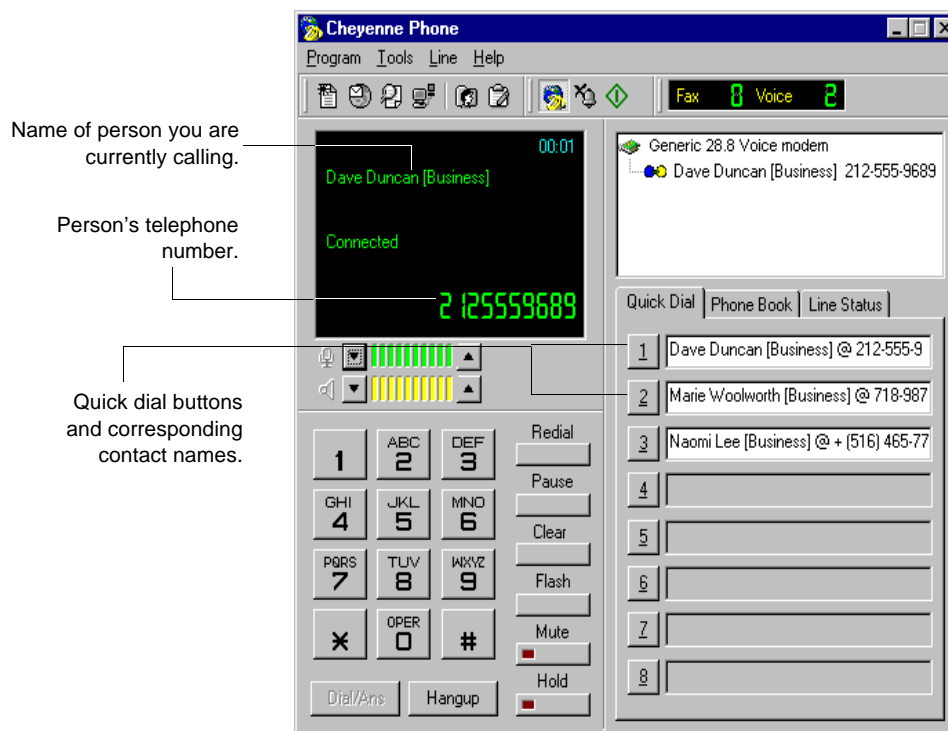 Cheyenne Phone
Program Tools Line Help
Fax 8 Voice 2
Name of person you are
currently calling.
Person's telephone
number.
Quick dial buttons
and corresponding
contact names.
00:01
Dave Duncan [Business]
Connected
2125559689
Generic 28.8 Voice modem
Dave Duncan [Business] 212-555-9689
Quick Dial Phone Book Line Status
1 Dave Duncan [Business] @ 212-555-9
2 Marie Woolworth [Business] @ 718-987
3 Naomi Lee [Business] @ + (516) 465-77
4
5
6
7
8
1 ABC 2 DEF 3
GHI 4 JKL 5 MNO 6
PQRS 7 TUV 8 WXYZ 9
* OPER 0 #
Redial
Pause
Clear
Flash
Mute
Hold
Dial/Ans Hangup